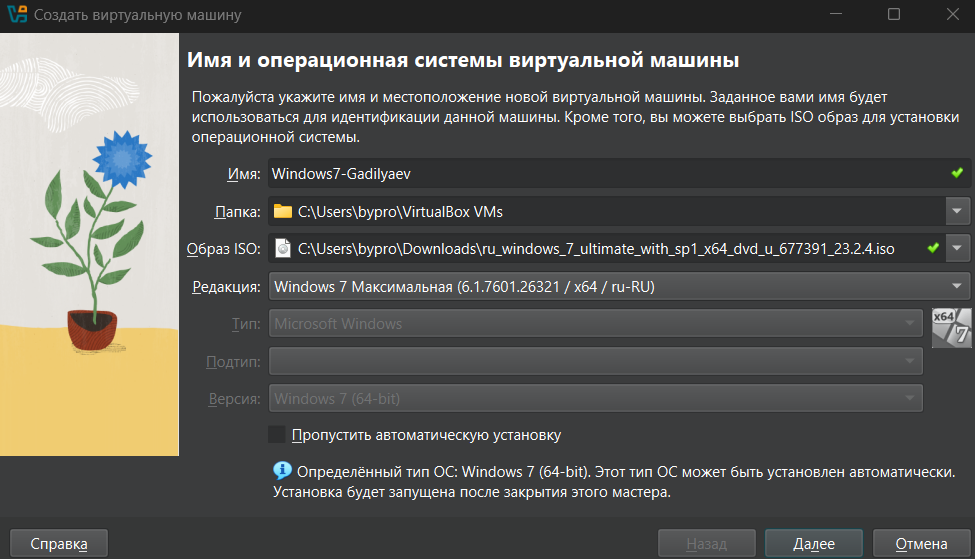 Создать виртуальную машину
Имя и операционная системы виртуальной машины
Пожалуйста укажите имя и местоположение новой виртуальной машины. Заданное вами имя будет
использоваться для идентификации данной машины. Кроме того, вы можете выбрать ISO образ для установки
операционной системы.
Имя: Windows7-Gadilyaev
Папка: C:\Users\bypro\VirtualBox VMs
Образ ISO: C:\Users\bypro\Downloads\ru_windows_7_ultimate_with_sp1_x64_dvd_u_677391_23.2.4.iso
Редакция: Windows 7 Максимальная (6.1.7601.26321 / x64 / ru-RU)
Тип: Microsoft Windows
x64
7
Подтип:
Версия: Windows 7 (64-bit)
Пропустить автоматическую установку
Определённый тип ОС: Windows 7 (64-bit). Этот тип ОС может быть установлен автоматически.
Установка будет запущена после закрытия этого мастера.
Справка Назад Далее Отмена